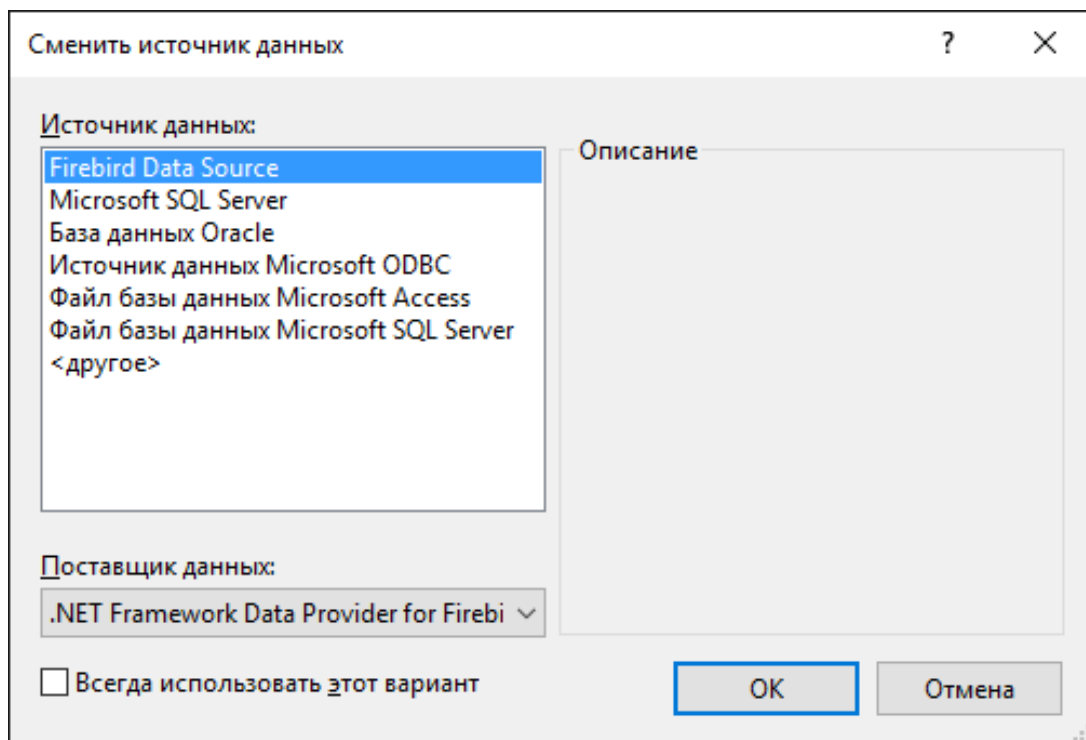 Сменить источник данных
?
Источник данных:
Описание
Firebird Data Source
Microsoft SQL Server
База данных Oracle
Источник данных Microsoft ODBC
Файл базы данных Microsoft Access
Файл базы данных Microsoft SQL Server
<другое>
Поставщик данных:
.NET Framework Data Provider for Firebi
Всегда использовать этот вариант
OK
Отмена